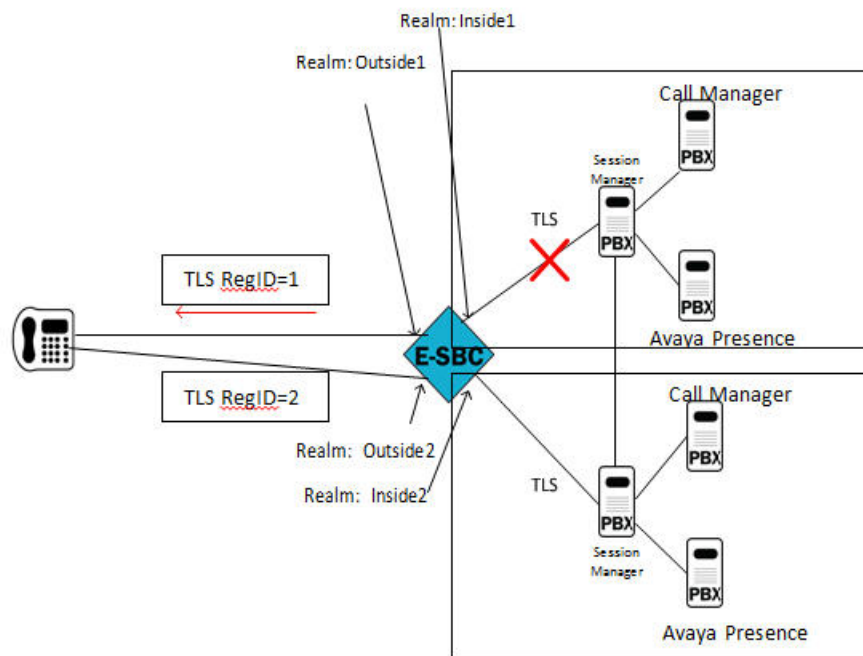 Realm: Inside1
Realm: Outside1
Call Manager
PBX
Session
Manager
TLS
PBX
TLS RegID=1
PBX
Avaya Presence
E-SBC
Call Manager
TLS RegID=2
PBX
Realm: Outside2
Realm: Inside2
TLS
PBX
Session
Manager
PBX
Avaya Presence